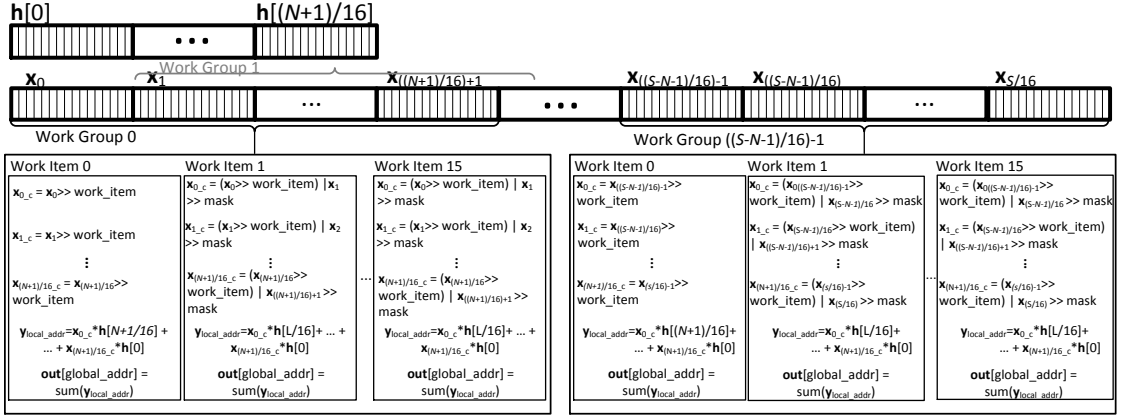 h[0] h[(N+1)/16]
...
Work Group 1
x0 x1 x((N+1)/16)+1 x((S-N-1)/16)-1 x((S-N-1)/16) xS/16
... ... ...
Work Group 0 Work Group ((S-N-1)/16)-1
Work Item 0
x0_c = x0>> work_item
x1_c = x1>> work_item
⋮
x(N+1)/16_c = x(N+1)/16>>
work_item
ylocal_addr=x0_c*h[N+1/16] +
... + x(N+1)/16_c*h[0]
out[global_addr] =
sum(ylocal_addr)
Work Item 1
x0_c = (x0>> work_item) |x1
>> mask
x1_c = (x1>> work_item) | x2
>> mask
⋮
x(N+1)/16_c = (x(N+1)/16>>
work_item) | x((N+1)/16)+1 >>
mask
ylocal_addr=x0_c*h[L/16]+ ... +
x(N+1)/16_c*h[0]
out[global_addr] =
sum(ylocal_addr)
...
Work Item 15
x0_c = (x0>> work_item) | x1
>> mask
x1_c = (x1>> work_item) | x2
>> mask
⋮
x(N+1)/16_c = (x(N+1)/16>>
work_item) | x((N+1)/16)+1 >>
mask
ylocal_addr=x0_c*h[L/16]+ ... +
x(N+1)/16_c*h[0]
out[global_addr] =
sum(ylocal_addr)
Work Item 0
x0_c = x((S-N-1)/16)-1>>
work_item
x1_c = x((S-N-1)/16)>>
work_item
⋮
x(N+1)/16_c = x(s/16)-1>>
work_item
ylocal_addr=x0_c*h[(N+1)/16]+
... + x(N+1)/16_c*h[0]
out[global_addr] =
sum(ylocal_addr)
Work Item 1
x0_c = (x0((S-N-1)/16)-1>>
work_item) | x(S-N-1)/16 >> mask
x1_c = (x(S-N-1)/16>> work_item)
| x((S-N-1)/16)+1 >> mask
⋮
x(N+1)/16_c = (x(s/16)-1>>
work_item) | x(S/16) >> mask
ylocal_addr=x0_c*h[L/16]+
... + x(N+1)/16_c*h[0]
out[global_addr] =
sum(ylocal_addr)
...
Work Item 15
x0_c = (x0((S-N-1)/16)-1>>
work_item) | x(S-N-1)/16 >> mask
x1_c = (x(S-N-1)/16>> work_item)
| x((S-N-1)/16)+1 >> mask
⋮
x(N+1)/16_c = (x(s/16)-1>>
work_item) | x(S/16) >> mask
ylocal_addr=x0_c*h[L/16]+
... + x(N+1)/16_c*h[0]
out[global_addr] =
sum(ylocal_addr)